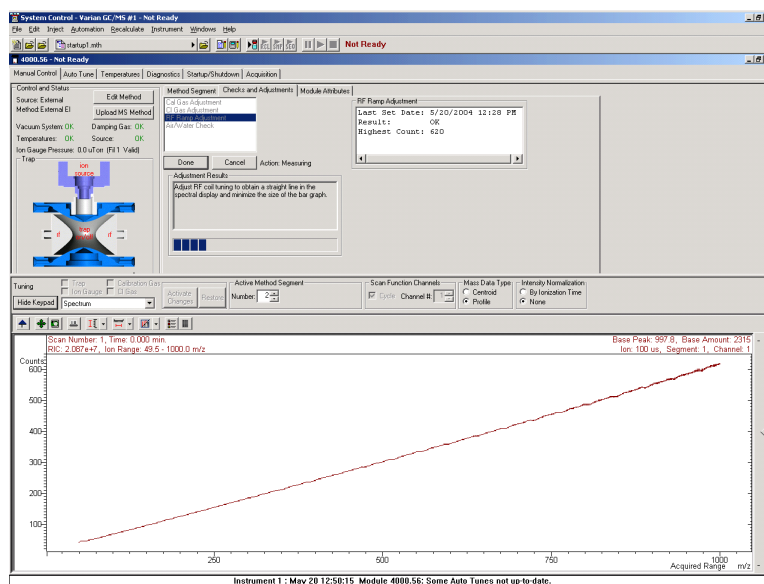 System Control - Varian GC/MS #1 - Not Ready
File Edit Inject Automation Recalculate Instrument Windows Help
startup1.mth Not Ready
4000.56 - Not Ready
Manual Control Auto Tune Temperatures Diagnostics Startup/Shutdown Acquisition
Control and Status
Source: External
Method: External EI
Edit Method
Upload MS Method
Vacuum System: OK Damping Gas: OK
Temperatures: OK Source: OK
Ion Gauge Pressure: 0.0 uTorr (Fil 1 Valid)
Trap
ion
source
rf
trap
rf
Method Segment Checks and Adjustments Module Attributes
Cal Gas Adjustment
CI Gas Adjustment
RF Ramp Adjustment
Air/Water Check
Done Cancel Action: Measuring
Adjustment Results
Adjust RF coil tuning to obtain a straight line in the
spectral display and minimize the size of the bar graph.
RF Ramp Adjustment
Last Set Date: 5/20/2004 12:28 PM
Result: OK
Highest Count: 620
Tuning
Trap Calibration Gas
Ion Gauge CI Gas
Hide Keypad Spectrum
Activate
Changes
Restore
Active Method Segment
Number: 2
Scan Function Channels
Cycle Channel #: 1
Mass Data Type
Centroid
Profile
Intensity Normalization
By Ionization Time
None
Scan Number: 1, Time: 0.000 min. Base Peak: 997.8, Base Amount: 2315
RIC: 2.087e+7, Ion Range: 49.5 - 1000.0 m/z Ion: 100 us, Segment: 1, Channel: 1
Counts
600
500
400
300
200
100
250 500 750 1000
Acquired Range m/z
Instrument 1 : May 20 12:50:15 Module 4000.56: Some Auto Tunes not up-to-date.